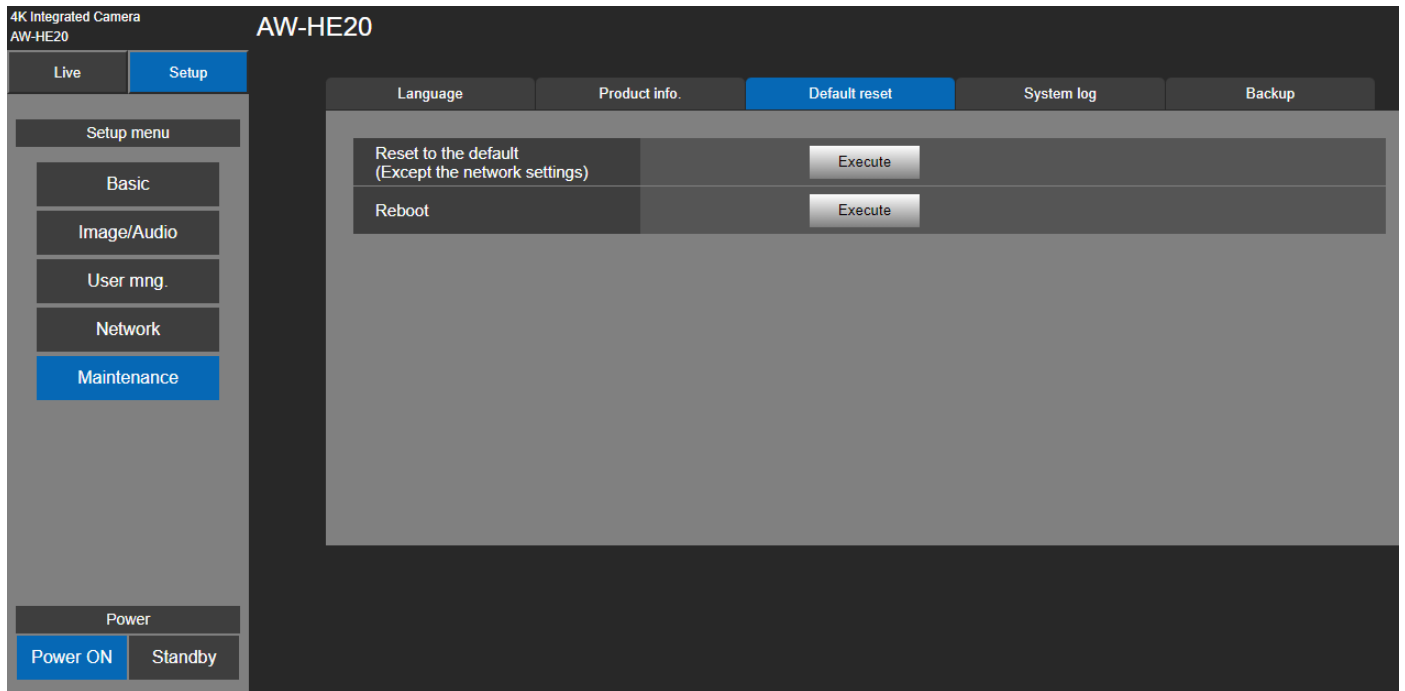 4K Integrated Camera
AW-HE20
AW-HE20
Live
Setup
Language
Product info.
Default reset
System log
Backup
Setup menu
Basic
Image/Audio
User mng.
Network
Maintenance
Reset to the default
(Except the network settings)
Execute
Reboot
Execute
Power
Power ON
Standby